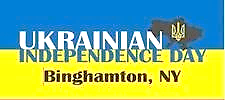 UKRAINIAN
INDEPENDENCE DAY
Binghamton, NY